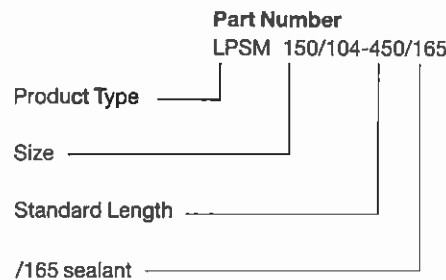 Part Number
LPSM 150/104-450/165
Product Type
Size
Standard Length
/165 sealant